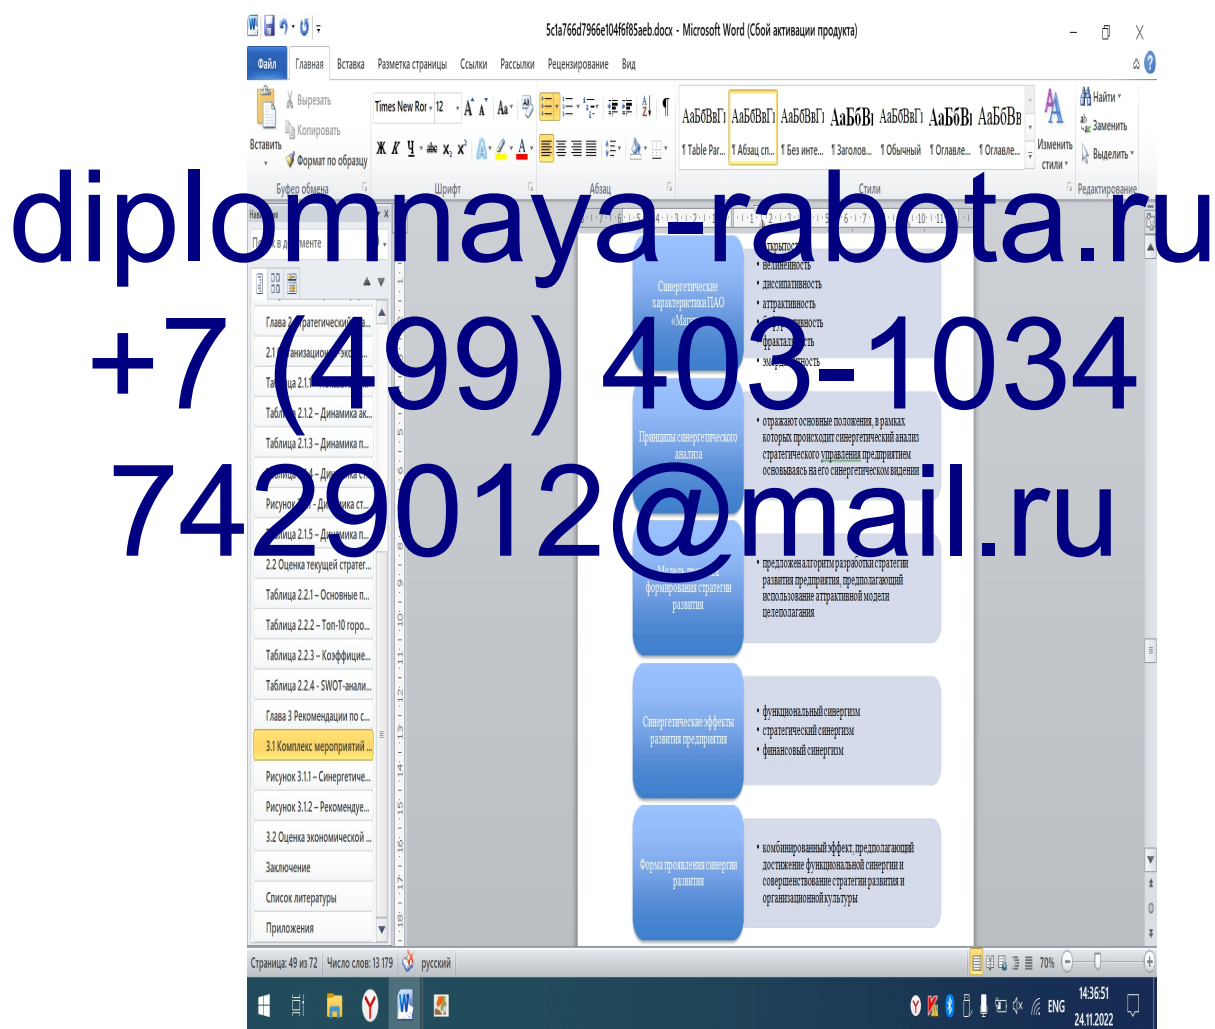 5c1a766d7966e104f6f85aeb.docx - Microsoft Word (Сбой активации продукта)
Файл Главная Вставка Разметка страницы Ссылки Рассылки Рецензирование Вид
Вставить
Вырезать
Копировать
Формат по образцу
Буфер обмена
Times New Ror 12
Ж К Ч abc x₂ x²
Шрифт
Абзац
АаБбВвГг АаБбВвГг АаБбВвГг АаБбВ АаБбВвГг АаБбВ АаБбВв
¶ Table Par... ¶ Абзац сп... ¶ Без инте... ¶ Заголов... ¶ Обычный ¶ Оглавле... ¶ Оглавле...
Изменить
стили
Стили
Найти
Заменить
Выделить
Редактирование
diplomnaya-rabota.ru
+7 (499) 403-1034
7429012@mail.ru
2.2 Оценка текущей стратег...
Таблица 2.1.2 – Динамика ак...
Таблица 2.1.3 – Динамика п...
Таблица 2.2.1 – Основные п...
Таблица 2.2.2 – Топ-10 горо...
Таблица 2.2.3 – Коэффицие...
Таблица 2.2.4 - SWOT-анали...
Глава 3 Рекомендации по с...
3.1 Комплекс мероприятий ...
Рисунок 3.1.1 – Синергетиче...
Рисунок 3.1.2 – Рекомендуе...
3.2 Оценка экономической ...
Заключение
Список литературы
Приложения
Синергетические
характеристики ПАО
• нелинейность
• диссипативность
• аттрактивность
Принципы синергетического
анализа
• отражают основные положения, в рамках
которых происходит синергетический анализ
стратегического управления предприятием
основываясь на его синергетическом видении
формирования стратегии
развития
• предложен алгоритм разработки стратегии
развития предприятия, предполагающий
использование аттрактивной модели
целеполагания
Синергетические эффекты
развития предприятия
• функциональный синергизм
• стратегический синергизм
• финансовый синергизм
Форма проявления синергии
развития
• комбинированный эффект, предполагающий
достижение функциональной синергии и
совершенствование стратегии развития и
организационной культуры
Страница: 49 из 72 Число слов: 13 179 русский 70%
ENG 14:36:51
24.11.2022